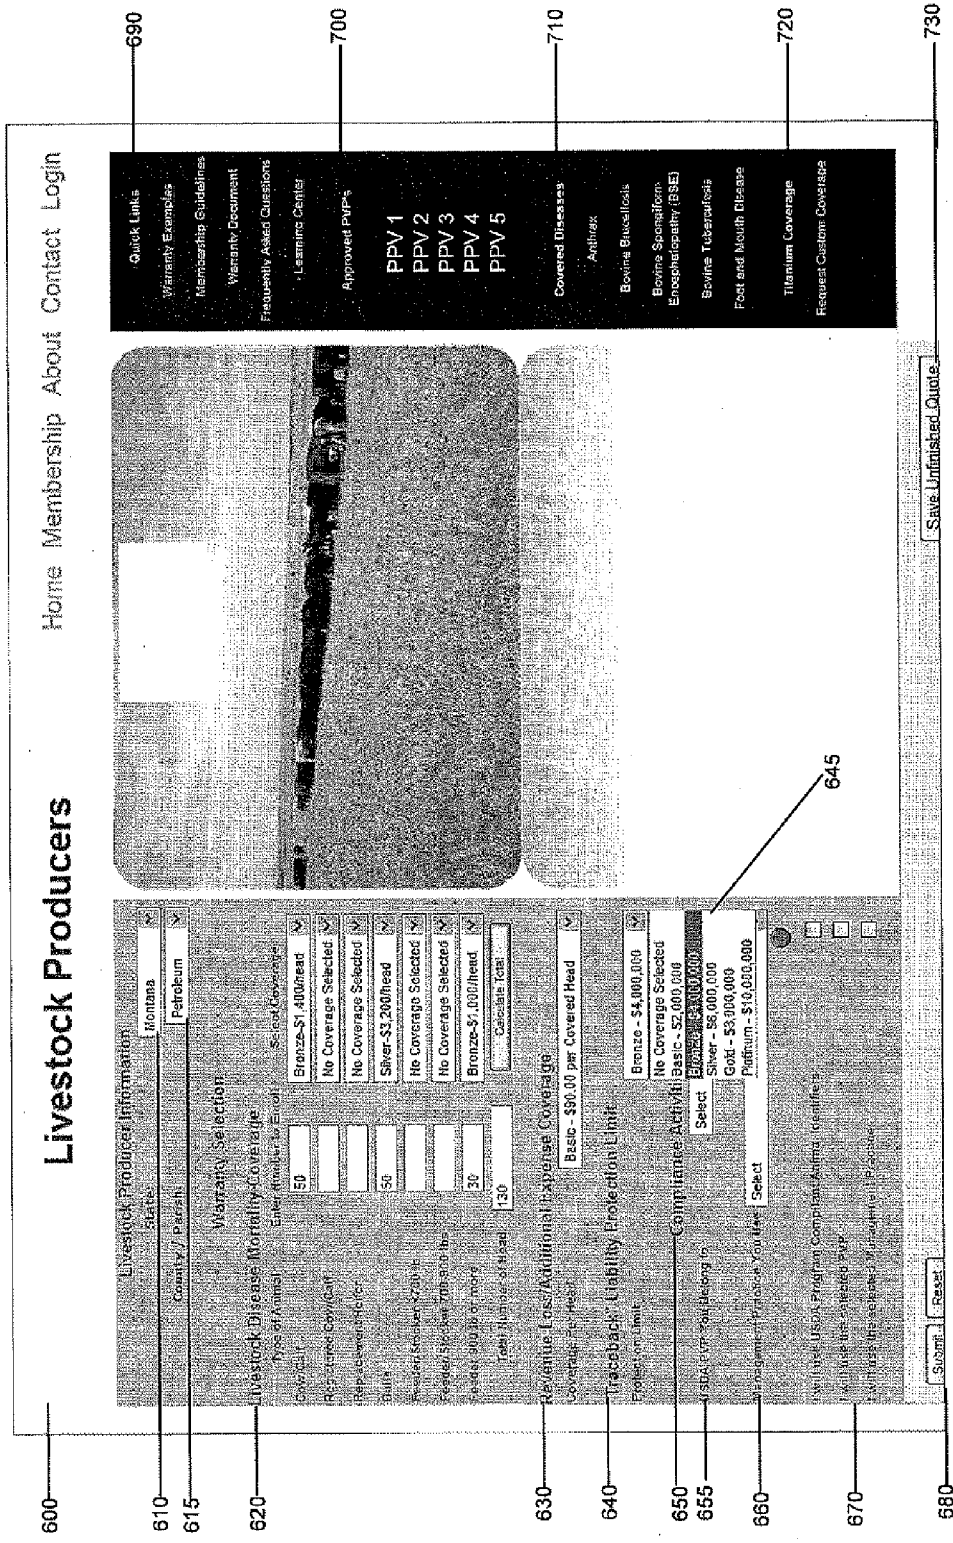 600
Livestock Producers
Home Membership About Contact Login
Livestock Producer Information
610
State:
Montana
615
County / Parish:
Petroleum
Warranty Selection
620
Livestock Disease Mortality Coverage
Type of Animal
Enter Number to Enroll
Select Coverage
Cow/Calf
50
Bronze-$1,400/head
Registered Cow/Calf
No Coverage Selected
Replacement Heifer
No Coverage Selected
Bulls
50
Silver-$3,200/head
No Coverage Selected
No Coverage Selected
30
Bronze-$1,000/head
Total Number of Head
130
Calculate Total
630
Revenue Loss/Additional Expense Coverage
Coverage Per Head
Basic - $90.00 per Covered Head
640
Traceback Liability Protection Limit
Protection Limit
Bronze - $4,000,000
No Coverage Selected
650
Committed Activiti
Basic - $2,000,000
655
Select
Silver - $6,000,000
Gold - $8,000,000
660
Select
Platinum - $10,000,000
645
670
680
Submit
Reset
Save Unfinished Quote
Quick Links
690
Warranty Examples
Membership Guidelines
Warranty Document
Frequently Asked Questions
Learning Center
Approved PVP's
700
PPV 1
PPV 2
PPV 3
PPV 4
PPV 5
Covered Diseases
710
Anthrax
Bovine Brucellosis
Bovine Spongiform
Encephalopathy (BSE)
Bovine Tuberculosis
Foot and Mouth Disease
Titanium Coverage
720
Request Customs Coverage
730